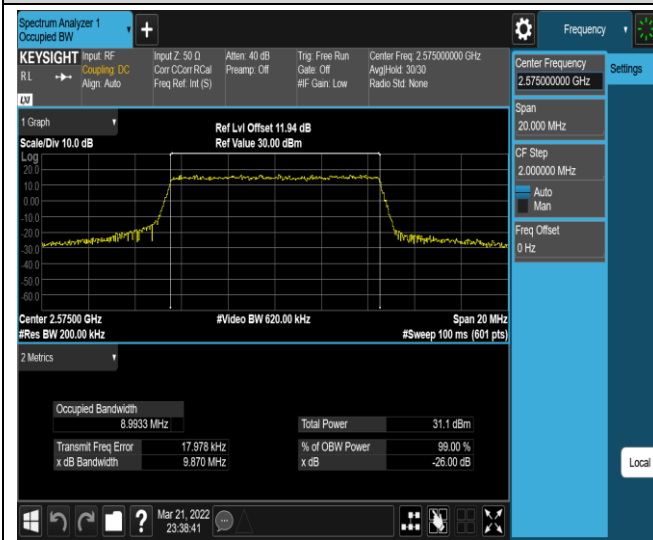 Spectrum Analyzer 1
Occupied BW
+
Frequency
KEYSIGHT
RL
LXI
Input: RF
Coupling: DC
Align: Auto
Input Z: 50 Ω
Corr CCorr RCal
Freq Ref: Int (S)
Atten: 40 dB
Preamp: Off
Trig: Free Run
Gate: Off
#IF Gain: Low
Center Freq: 2.575000000 GHz
Avg|Hold: 30/30
Radio Std: None
Center Frequency
2.575000000 GHz
Settings
Span
20.000 MHz
CF Step
2.000000 MHz
Auto
Man
Freq Offset
0 Hz
1 Graph
Scale/Div 10.0 dB
Ref Lvl Offset 11.94 dB
Ref Value 30.00 dBm
Log
20.0
10.0
0.00
-10.0
-20.0
-30.0
-40.0
-50.0
-60.0
Center 2.57500 GHz
#Video BW 620.00 kHz
Span 20 MHz
#Res BW 200.00 kHz
#Sweep 100 ms (601 pts)
2 Metrics
Occupied Bandwidth
8.9933 MHz
Total Power 31.1 dBm
Transmit Freq Error 17.978 kHz
% of OBW Power 99.00 %
x dB Bandwidth 9.870 MHz
x dB -26.00 dB
Local
?
Mar 21, 2022
23:38:41